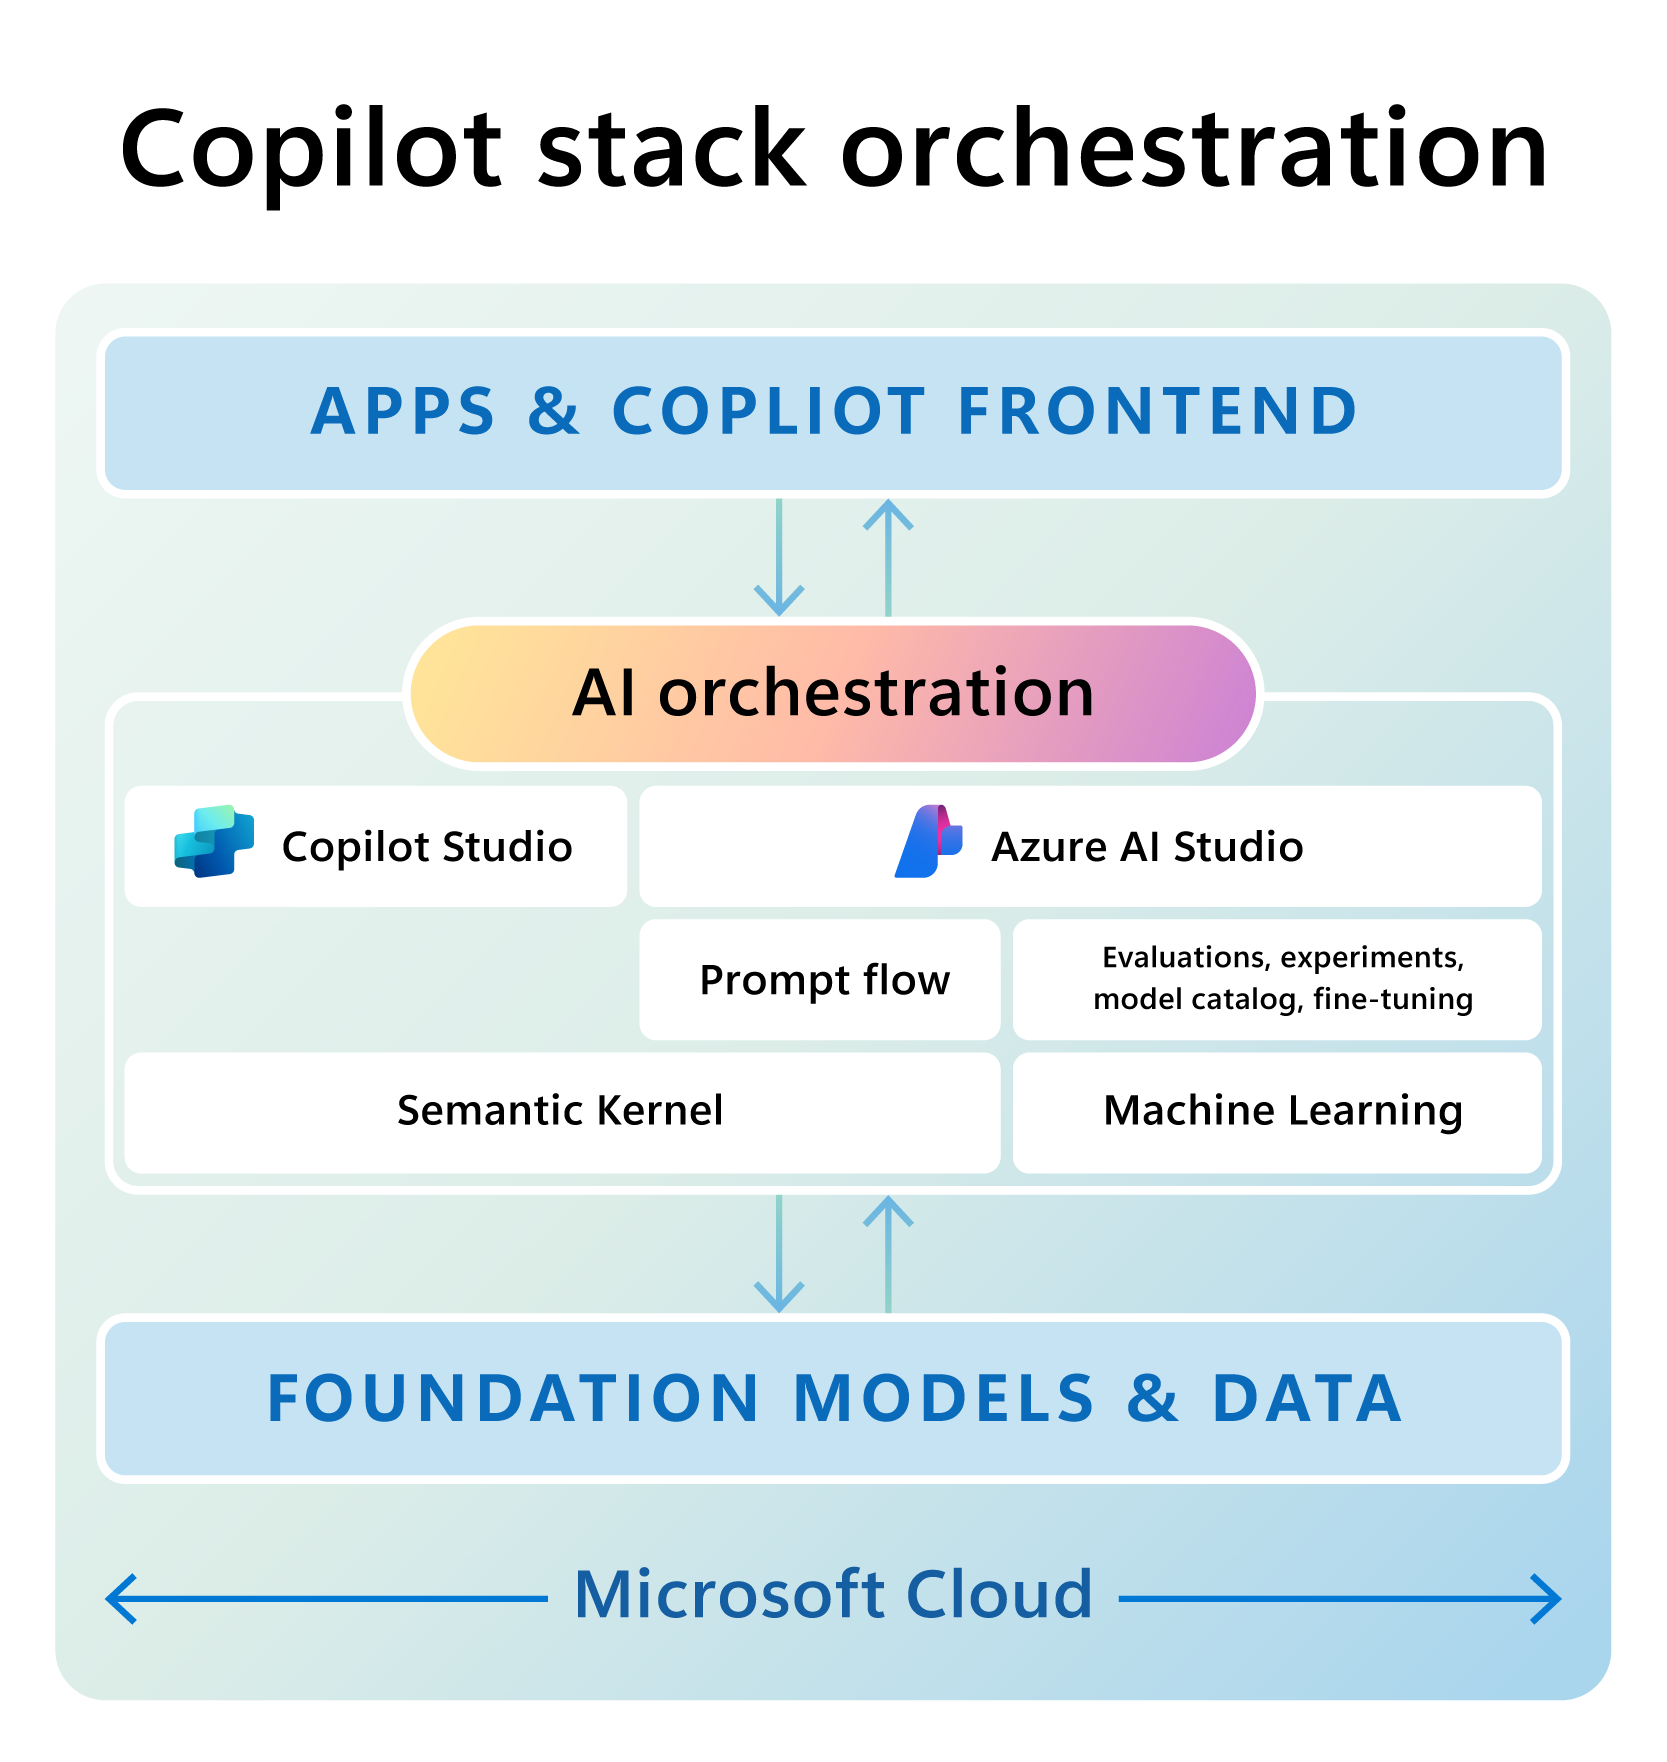 Copilot stack orchestration
APPS & COPLIOT FRONTEND
AI orchestration
Copilot Studio
Azure AI Studio
Prompt flow
Evaluations, experiments,
model catalog, fine-tuning
Semantic Kernel
Machine Learning
FOUNDATION MODELS & DATA
Microsoft Cloud